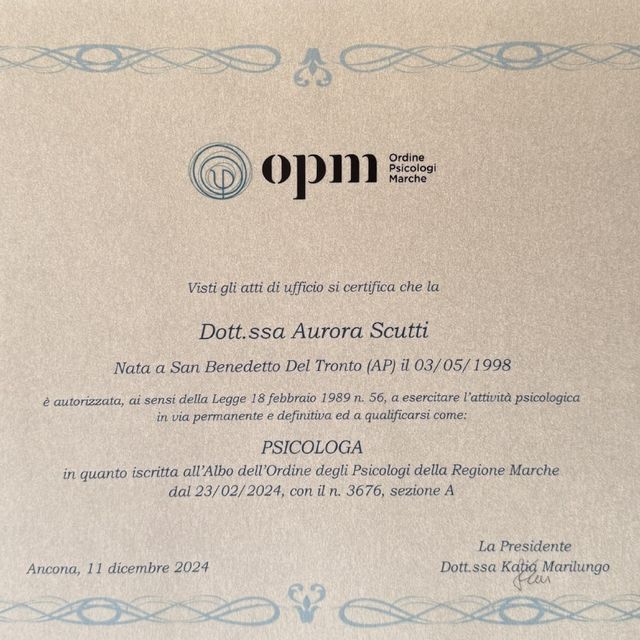 opm Ordine
Psicologi
Marche
Visti gli atti di ufficio si certifica che la
Dott.ssa Aurora Scutti
Nata a San Benedetto Del Tronto (AP) il 03/05/1998
è autorizzata, ai sensi della Legge 18 febbraio 1989 n. 56, a esercitare l'attività psicologica
in via permanente e definitiva ed a qualificarsi come:
PSICOLOGA
in quanto iscritta all'Albo dell'Ordine degli Psicologi della Regione Marche
dal 23/02/2024, con il n. 3676, sezione A
La Presidente
Ancona, 11 dicembre 2024
Dott.ssa Katia Marilungo